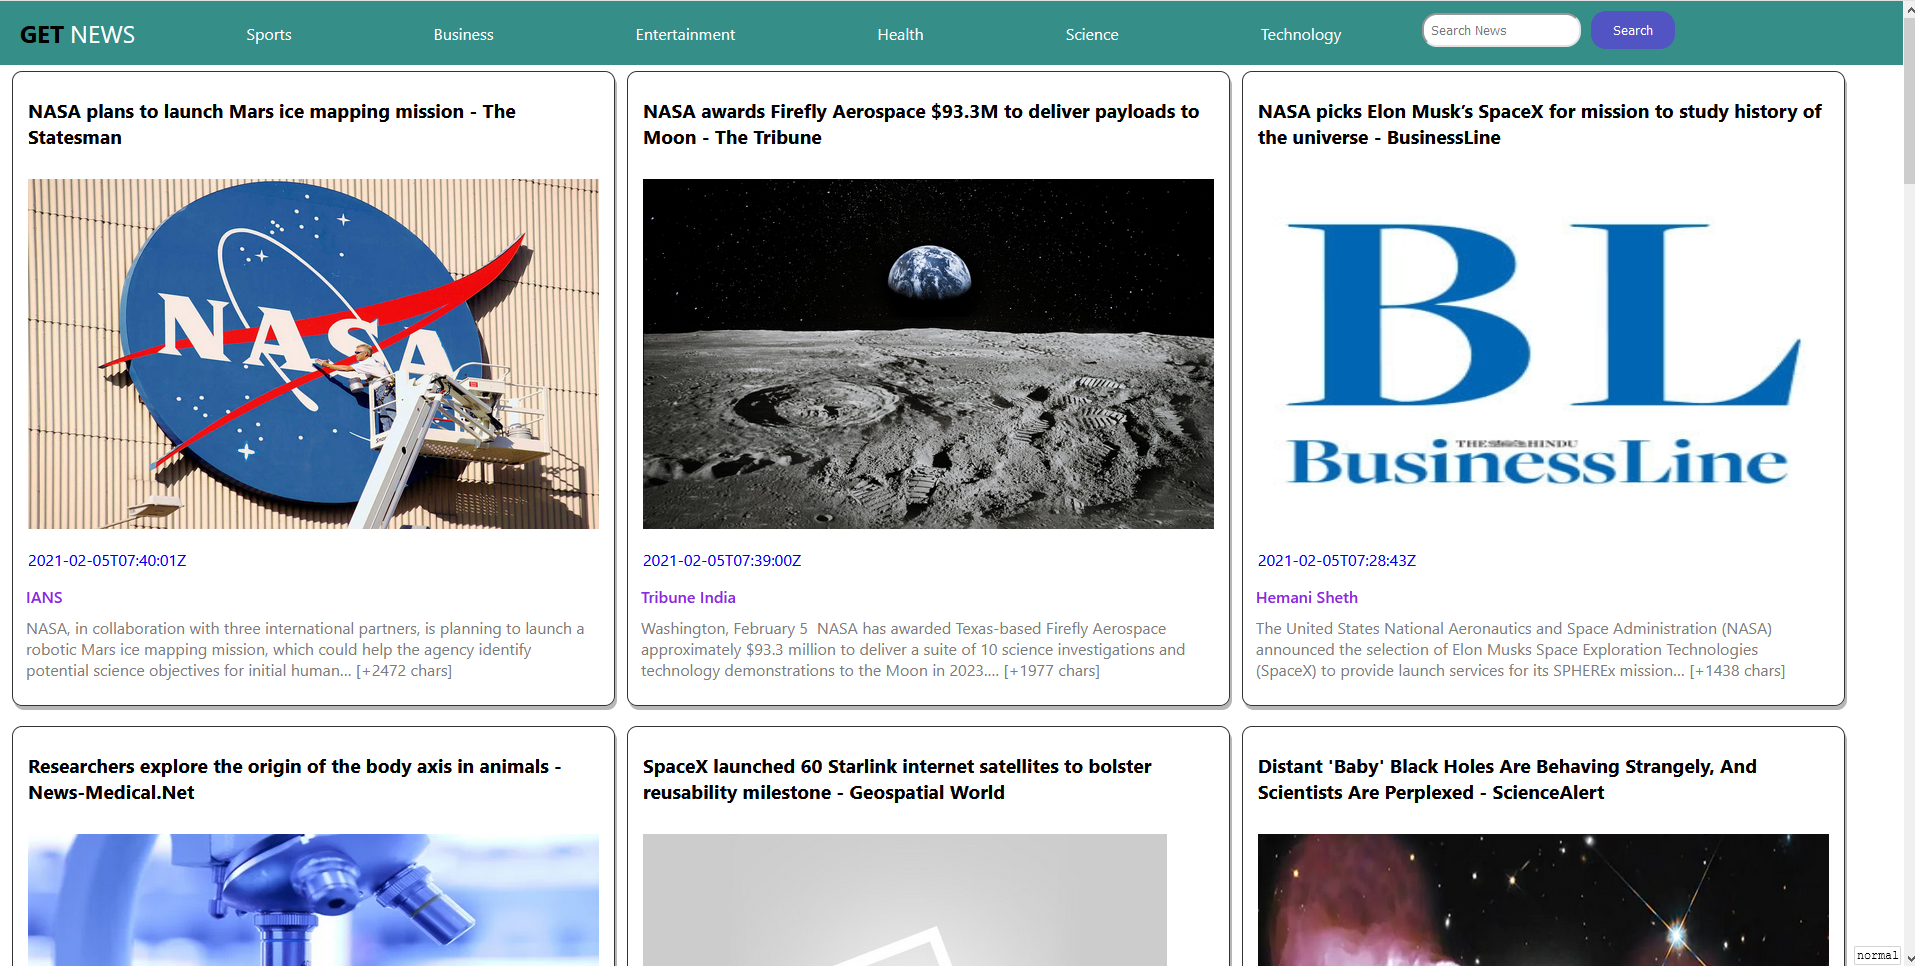 GET NEWS
Sports
Business
Entertainment
Health
Science
Technology
Search News
Search
NASA plans to launch Mars ice mapping mission - The
Statesman
NASA
2021-02-05T07:40:01Z
IANS
NASA, in collaboration with three international partners, is planning to launch a
robotic Mars ice mapping mission, which could help the agency identify
potential science objectives for initial human… [+2472 chars]
NASA awards Firefly Aerospace $93.3M to deliver payloads to
Moon - The Tribune
2021-02-05T07:39:00Z
Tribune India
Washington, February 5  NASA has awarded Texas-based Firefly Aerospace
approximately $93.3 million to deliver a suite of 10 science investigations and
technology demonstrations to the Moon in 2023.… [+1977 chars]
NASA picks Elon Musk’s SpaceX for mission to study history of
the universe - BusinessLine
BL
THE HINDU
BusinessLine
2021-02-05T07:28:43Z
Hemani Sheth
The United States National Aeronautics and Space Administration (NASA)
announced the selection of Elon Musks Space Exploration Technologies
(SpaceX) to provide launch services for its SPHEREx mission… [+1438 chars]
Researchers explore the origin of the body axis in animals -
News-Medical.Net
SpaceX launched 60 Starlink internet satellites to bolster
reusability milestone - Geospatial World
Distant 'Baby' Black Holes Are Behaving Strangely, And
Scientists Are Perplexed - ScienceAlert
normal